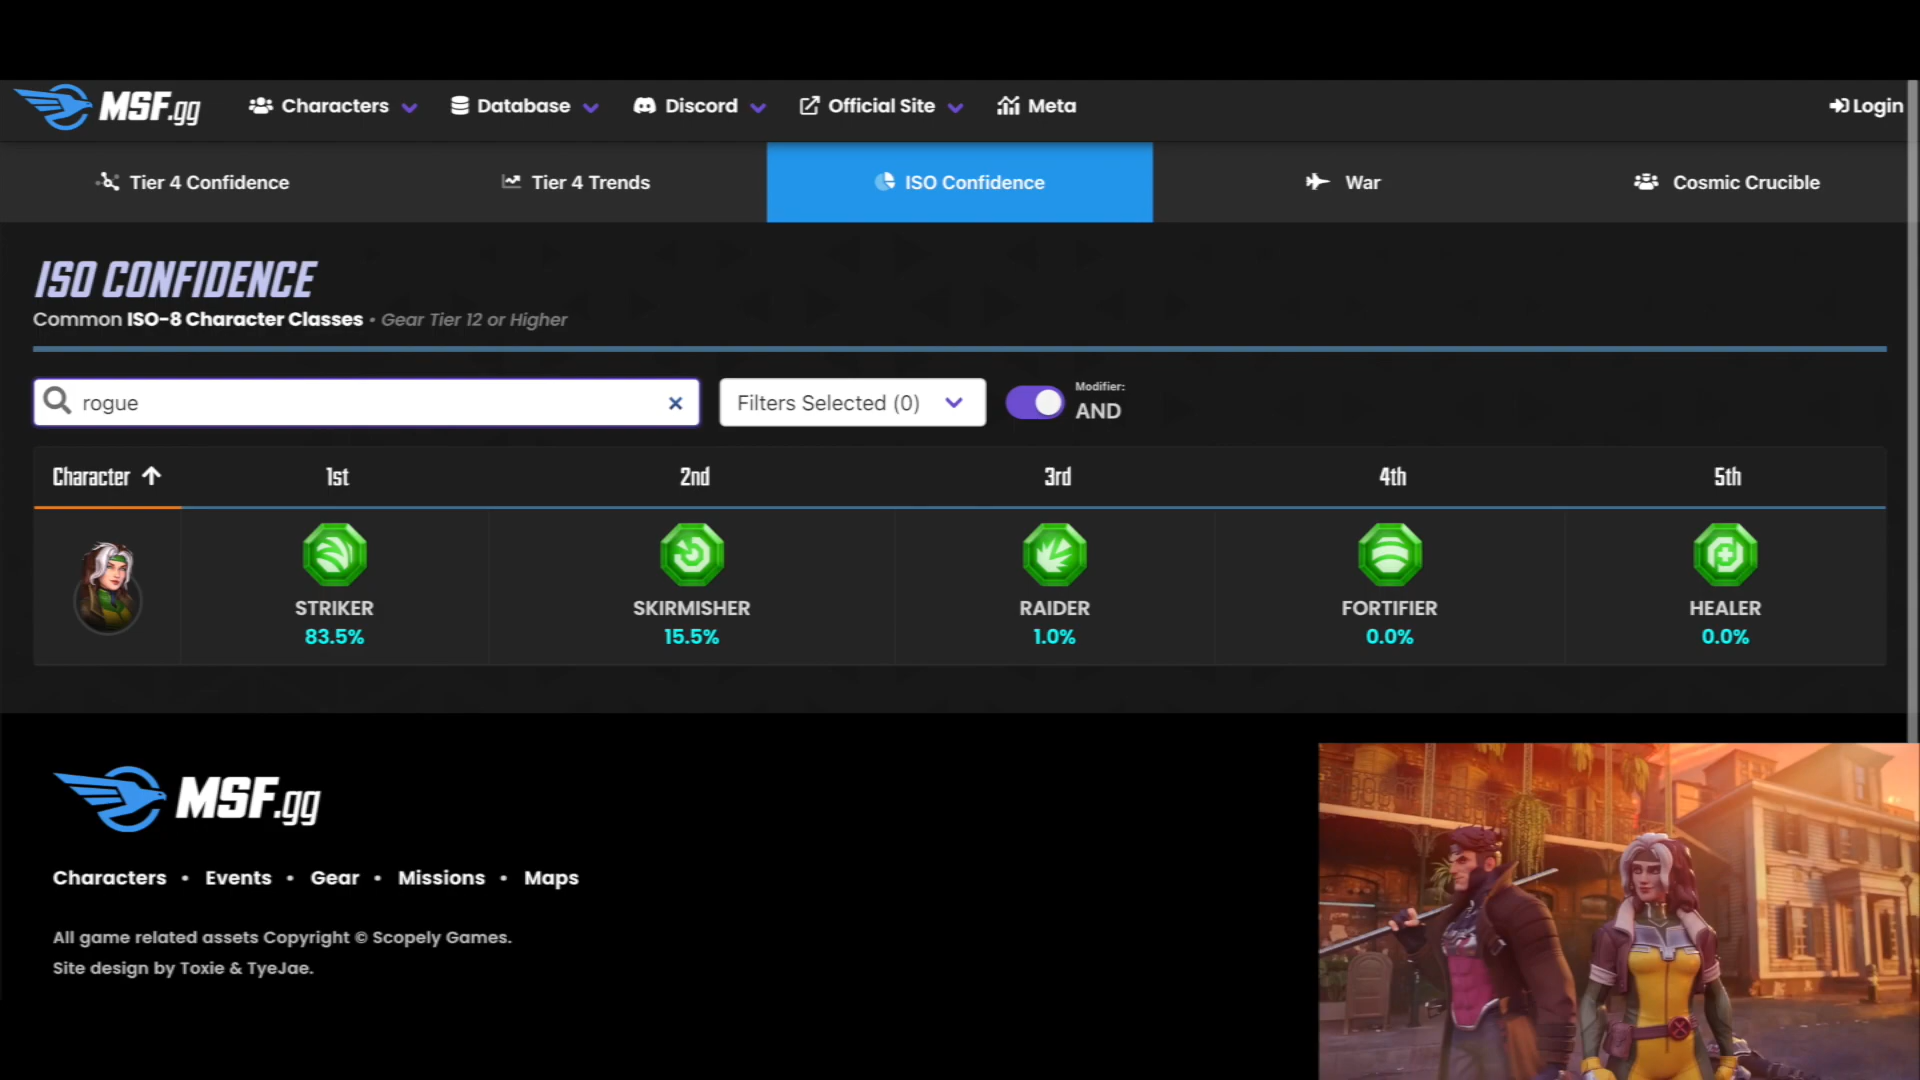 MSF.gg
Characters
Database
Discord
Official Site
Meta
Login
Tier 4 Confidence
Tier 4 Trends
ISO Confidence
War
Cosmic Crucible
ISO CONFIDENCE
Common ISO-8 Character Classes • Gear Tier 12 or Higher
rogue
Filters Selected (0)
Modifier:
AND
Character 1st 2nd 3rd 4th 5th
STRIKER SKIRMISHER RAIDER FORTIFIER HEALER
83.5% 15.5% 1.0% 0.0% 0.0%
MSF.gg
Characters • Events • Gear • Missions • Maps
All game related assets Copyright © Scopely Games.
Site design by Toxie & TyeJae.